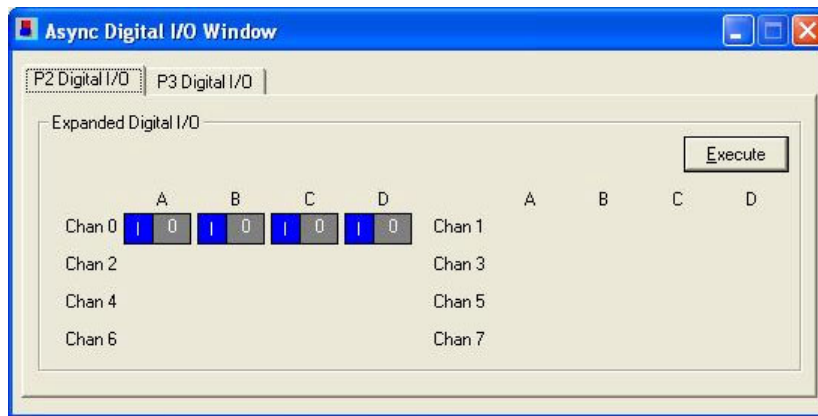 Async Digital I/O Window
P2 Digital I/O P3 Digital I/O
Expanded Digital I/O
Execute
A B C D A B C D
Chan 0 I 0 I 0 I 0 I 0 Chan 1
Chan 2 Chan 3
Chan 4 Chan 5
Chan 6 Chan 7